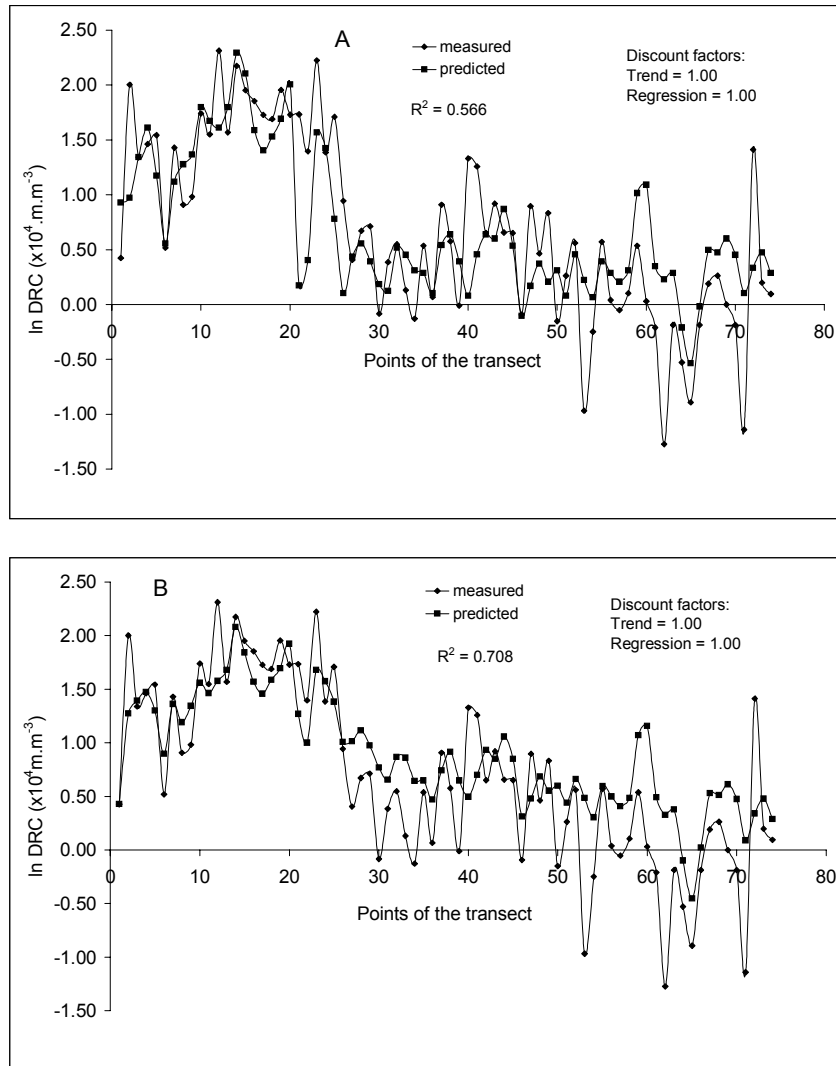 A
measured
predicted
R² = 0.566
Discount factors:
Trend = 1.00
Regression = 1.00
ln DRC (x10⁴.m.m⁻³)
2.50
2.00
1.50
1.00
0.50
0.00
-0.50
-1.00
-1.50
0 10 20 30 40 50 60 70 80
Points of the transect
B
measured
predicted
R² = 0.708
Discount factors:
Trend = 1.00
Regression = 1.00
ln DRC (x10⁴m.m⁻³)
2.50
2.00
1.50
1.00
0.50
0.00
-0.50
-1.00
-1.50
0 10 20 30 40 50 60 70 80
Points of the transect